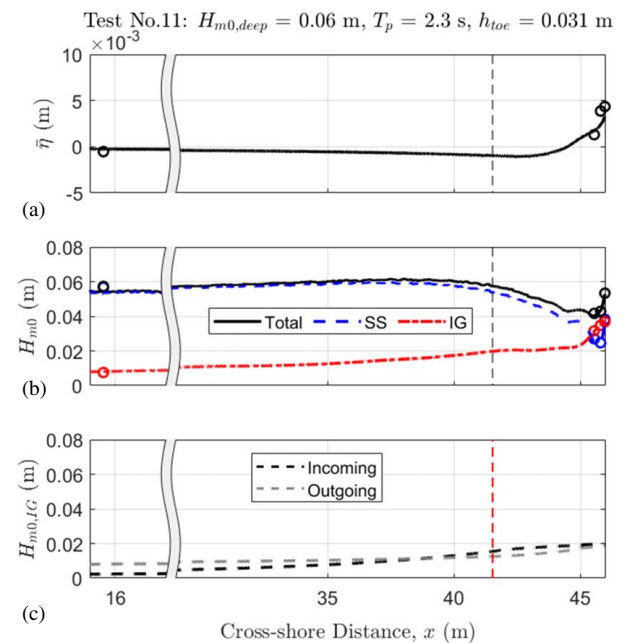 Test No.11: H_{m0,deep} = 0.06 m, T_p = 2.3 s, h_{toe} = 0.031 m
×10^{-3}
10
5
0
-5
η̄ (m)
(a)
0.08
0.06
0.04
0.02
0
H_{m0} (m)
Total SS IG
(b)
0.08
0.06
0.04
0.02
0
H_{m0,IG} (m)
Incoming
Outgoing
(c)
16 35 40 45
Cross-shore Distance, x (m)